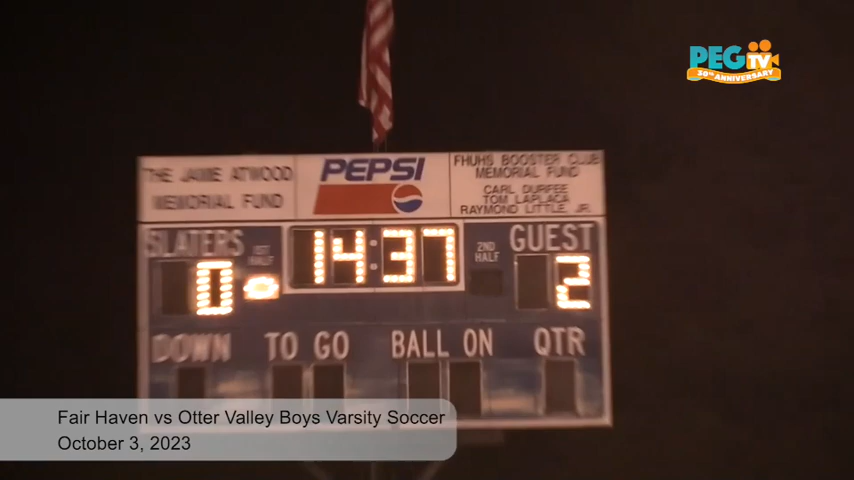 PEGTV
30th ANNIVERSARY
THE JAMIE ATWOOD
MEMORIAL FUND
PEPSI
FHUHS BOOSTER CLUB
MEMORIAL FUND
CARL DURFEE
TOM LAPLACA
RAYMOND LITTLE, JR.
SLATERS
1ST
HALF
14:37
2ND
HALF
GUEST
0
2
DOWN TO GO BALL ON QTR
Fair Haven vs Otter Valley Boys Varsity Soccer
October 3, 2023